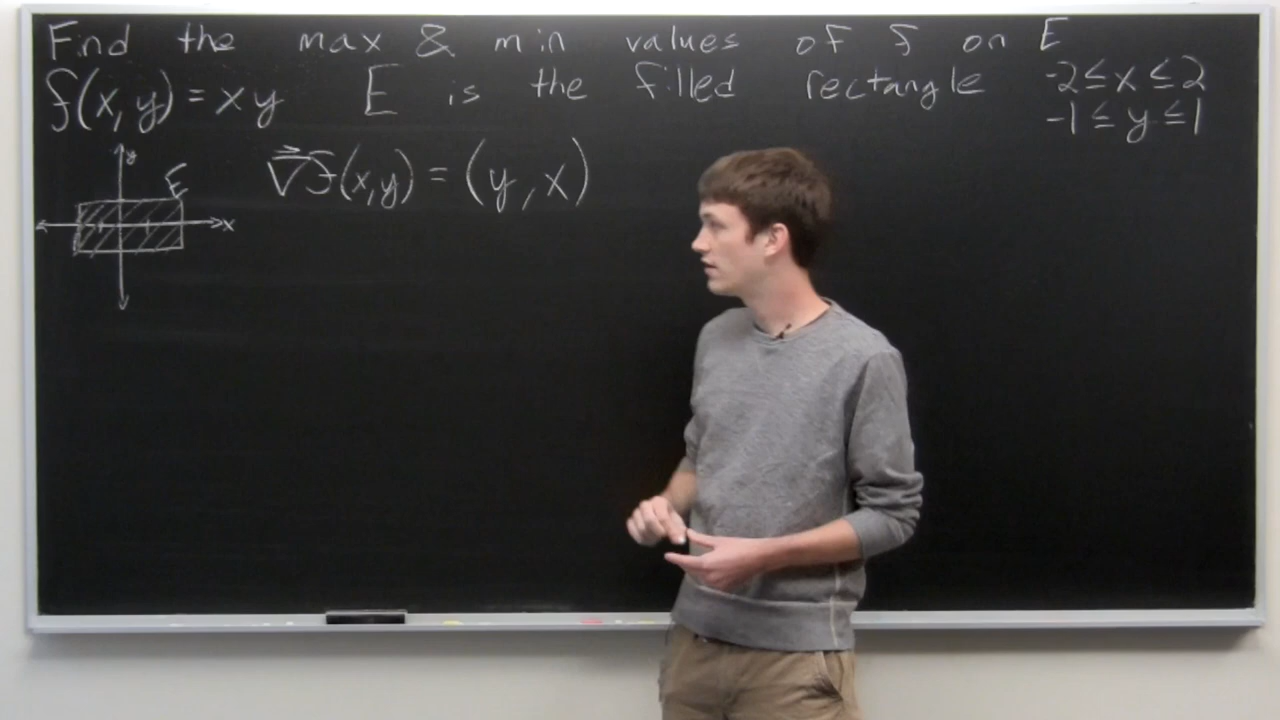 Find the max & min values of f on E
f(x,y) = xy E is the filled rectangle -2≤x≤2
-1≤y≤1
y
E
∇⃗f(x,y) = (y,x)
x